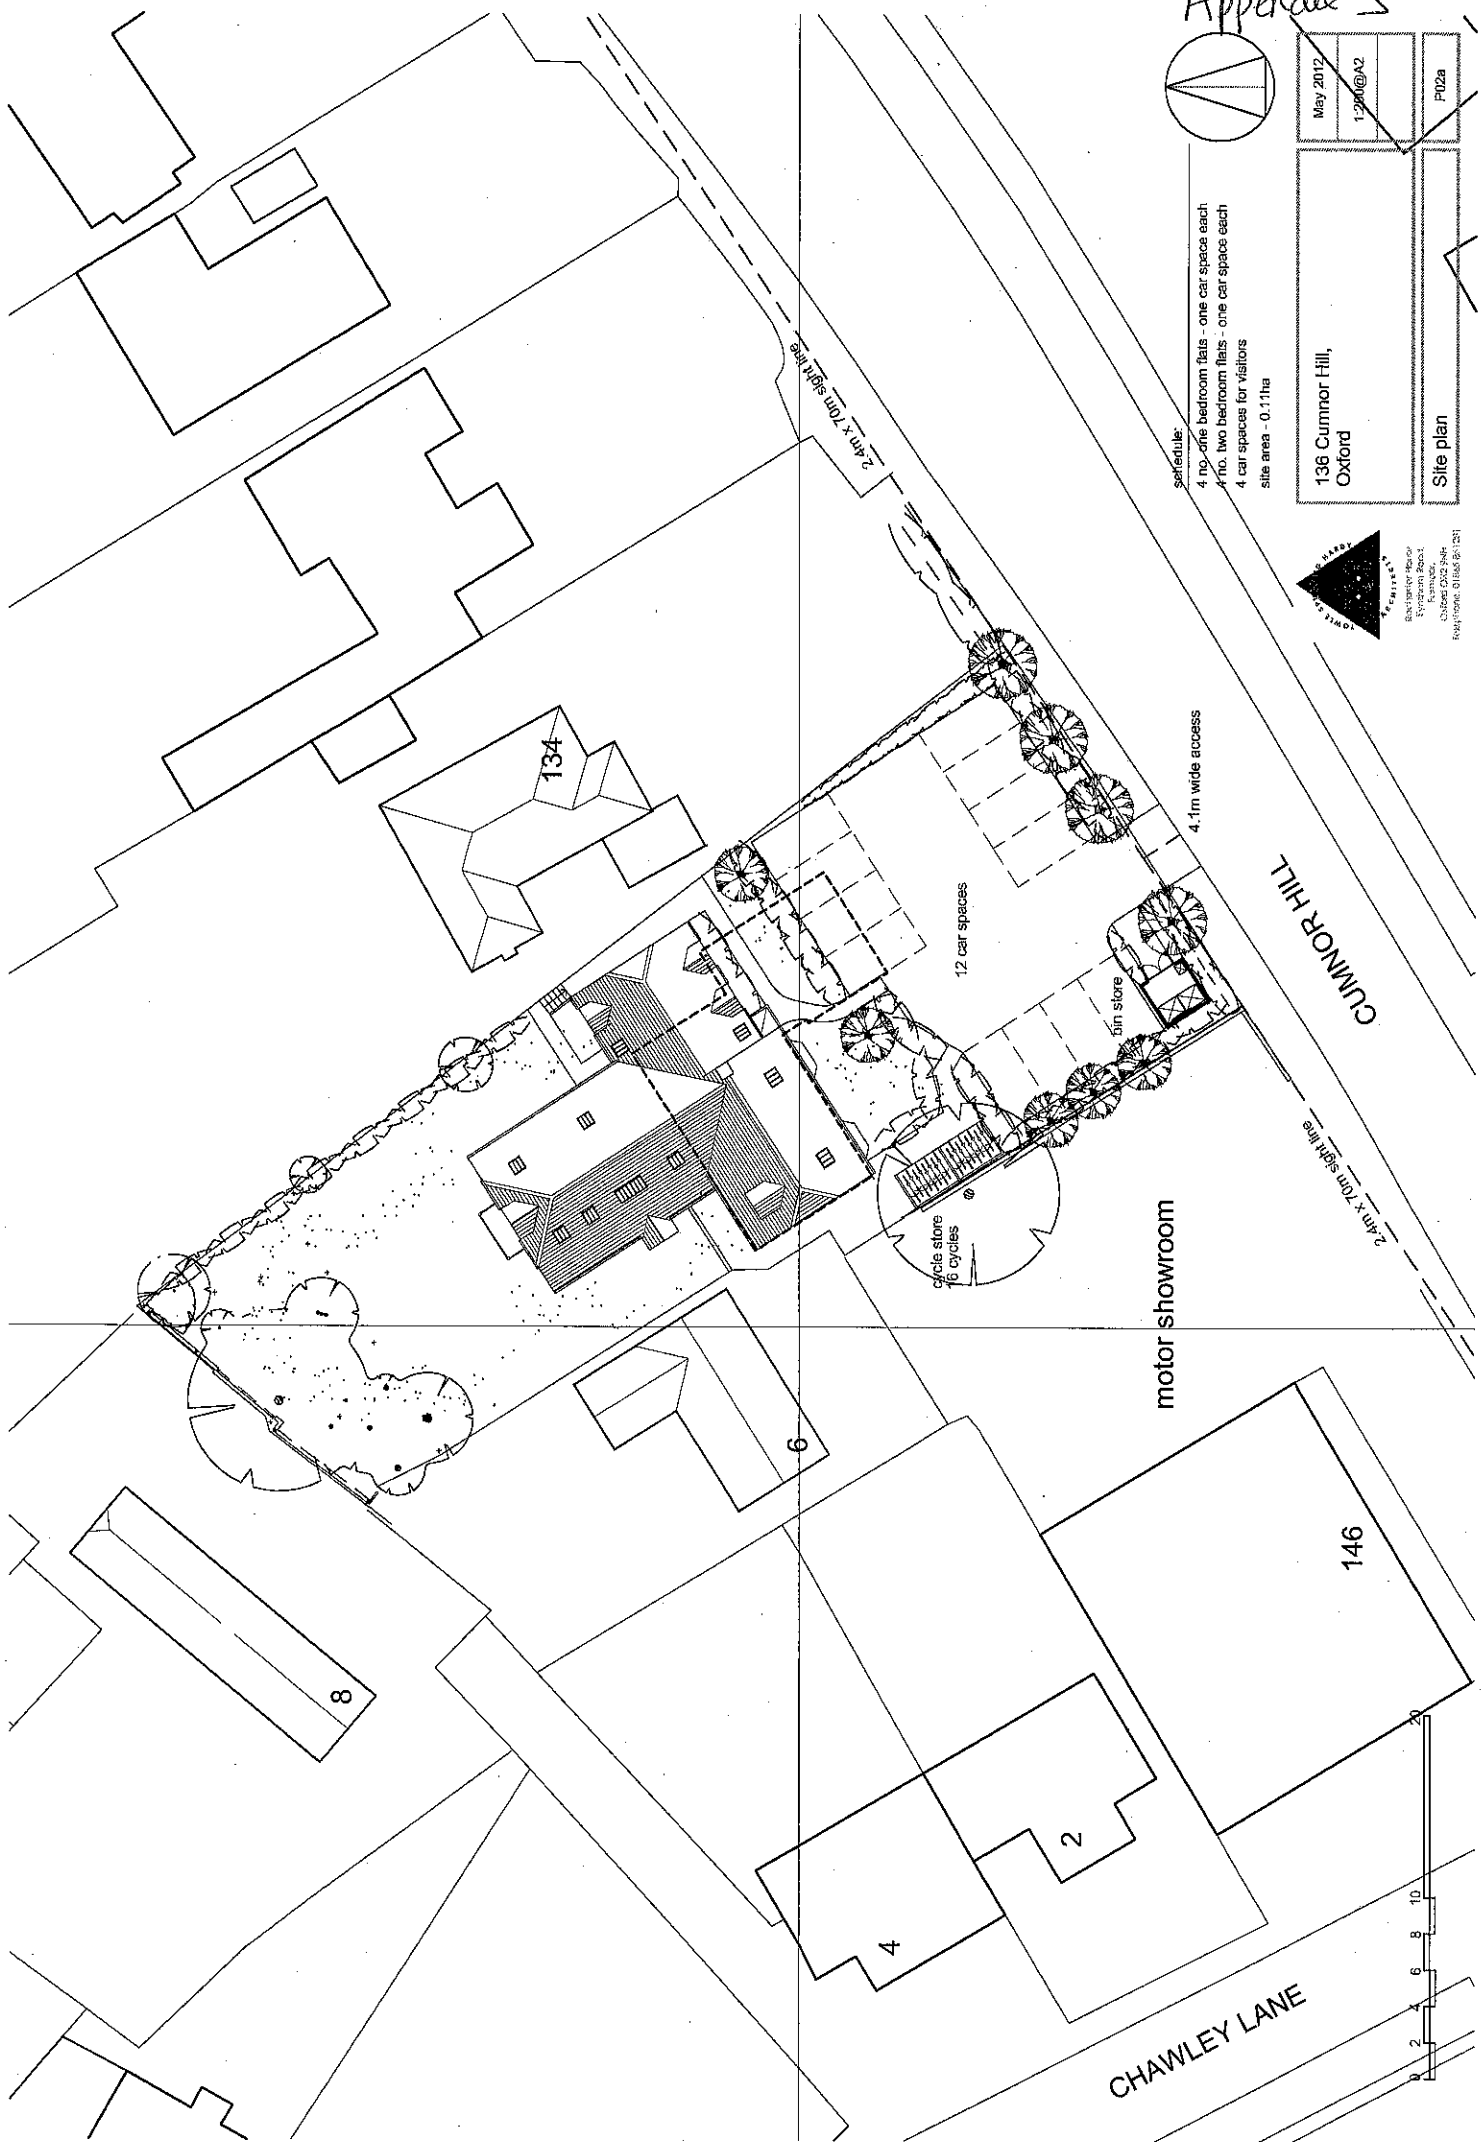 Appendix 3
May 2012
1:200@A2
P02a
136 Cumnor Hill,
Oxford
Site plan
schedule:
4 no. one bedroom flats - one car space each
4 no. two bedroom flats - one car space each
4 car spaces for visitors
site area - 0.11ha
HARDY
ARCHITECTS
2.4m x 70m sight line
134
4.1m wide access
12 car spaces
bin store
CUMNOR HILL
cycle store
16 cycles
2.4m x 70m sight line
motor showroom
6
8
146
4
2
CHAWLEY LANE
0 2 4 6 8 10 20